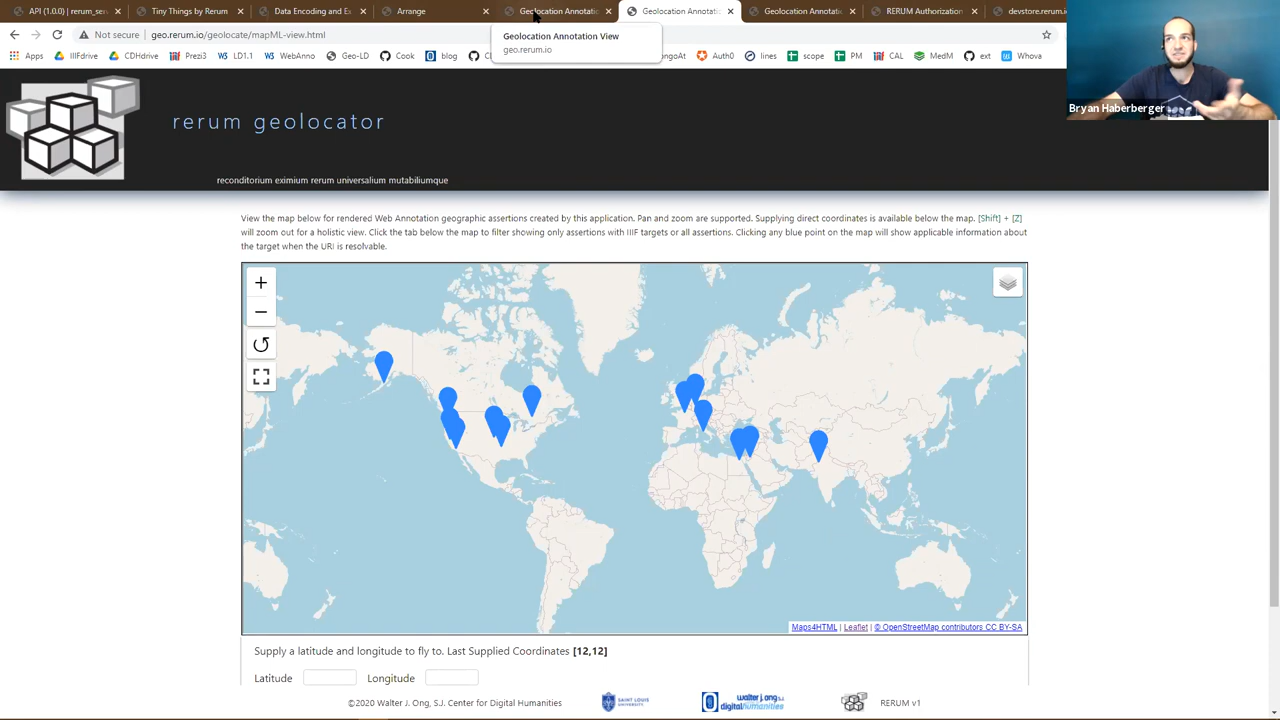 API (1.0.0) | rerum_ser
Tiny Things by Rerum
Data Encoding and Ex
Arrange
Geolocation Annotatio
Geolocation Annotatio
Geolocation Annotatio
RERUM Authorization
devstore.rerum.io
Not secure | geo.rerum.io/geolocate/mapML-view.html
Geolocation Annotation View
geo.rerum.io
Apps
IIIFdrive
CDHdrive
Prezi3
LD1.1
WebAnno
Geo-LD
Cook
blog
ngoAt
Auth0
lines
scope
PM
CAL
MedM
ext
Whova
Bryan Haberberger
rerum geolocator
reconditorium eximium rerum universalium mutabiliumque
View the map below for rendered Web Annotation geographic assertions created by this application. Pan and zoom are supported. Supplying direct coordinates is available below the map. [Shift] + [Z]
will zoom out for a holistic view. Click the tab below the map to filter showing only assertions with IIIF targets or all assertions. Clicking any blue point on the map will show applicable information about
the target when the URI is resolvable.
Maps4HTML | Leaflet | © OpenStreetMap contributors CC BY-SA
Supply a latitude and longitude to fly to. Last Supplied Coordinates [12,12]
Latitude
Longitude
©2020 Walter J. Ong, S.J. Center for Digital Humanities
SAINT LOUIS
UNIVERSITY
walter j. ong S.J.
digital humanities
RERUM v1